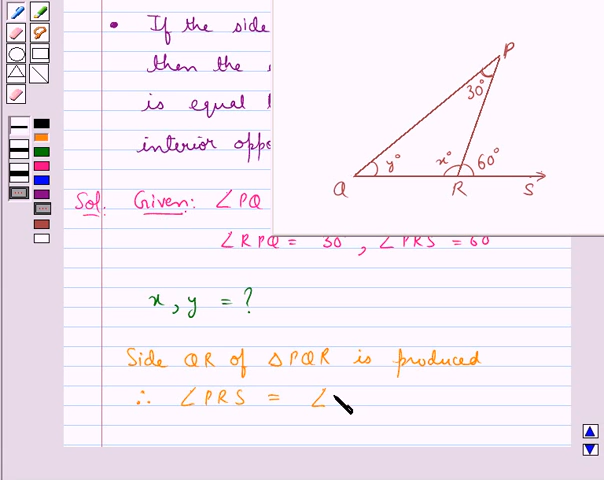 • If the side
then the
is equal
interior oppo
P
30°
y°
x°
60°
Q
R
S
Sol: Given: ∠PQ
∠RPQ = 30 , ∠PRS = 60
x, y = ?
Side QR of △PQR is produced
∴ ∠PRS = ∠